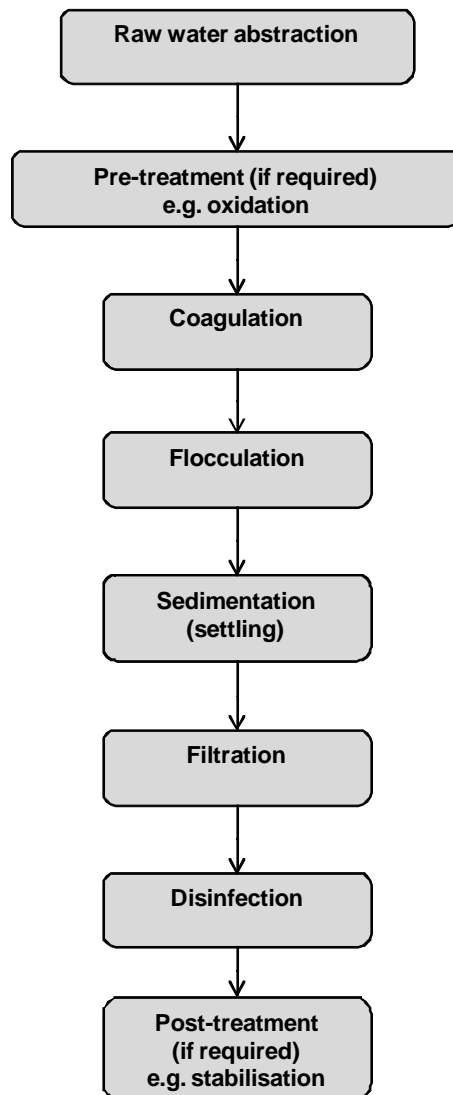 Raw water abstraction
Pre-treatment (if required)
e.g. oxidation
Coagulation
Flocculation
Sedimentation
(settling)
Filtration
Disinfection
Post-treatment
(if required)
e.g. stabilisation